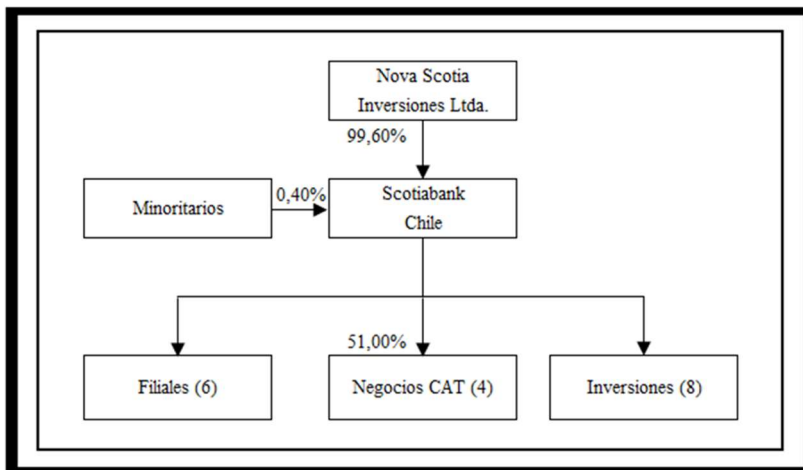 Nova Scotia
Inversiones Ltda.
99,60%
Minoritarios
0,40%
Scotiabank
Chile
51,00%
Filiales (6)
Negocios CAT (4)
Inversiones (8)